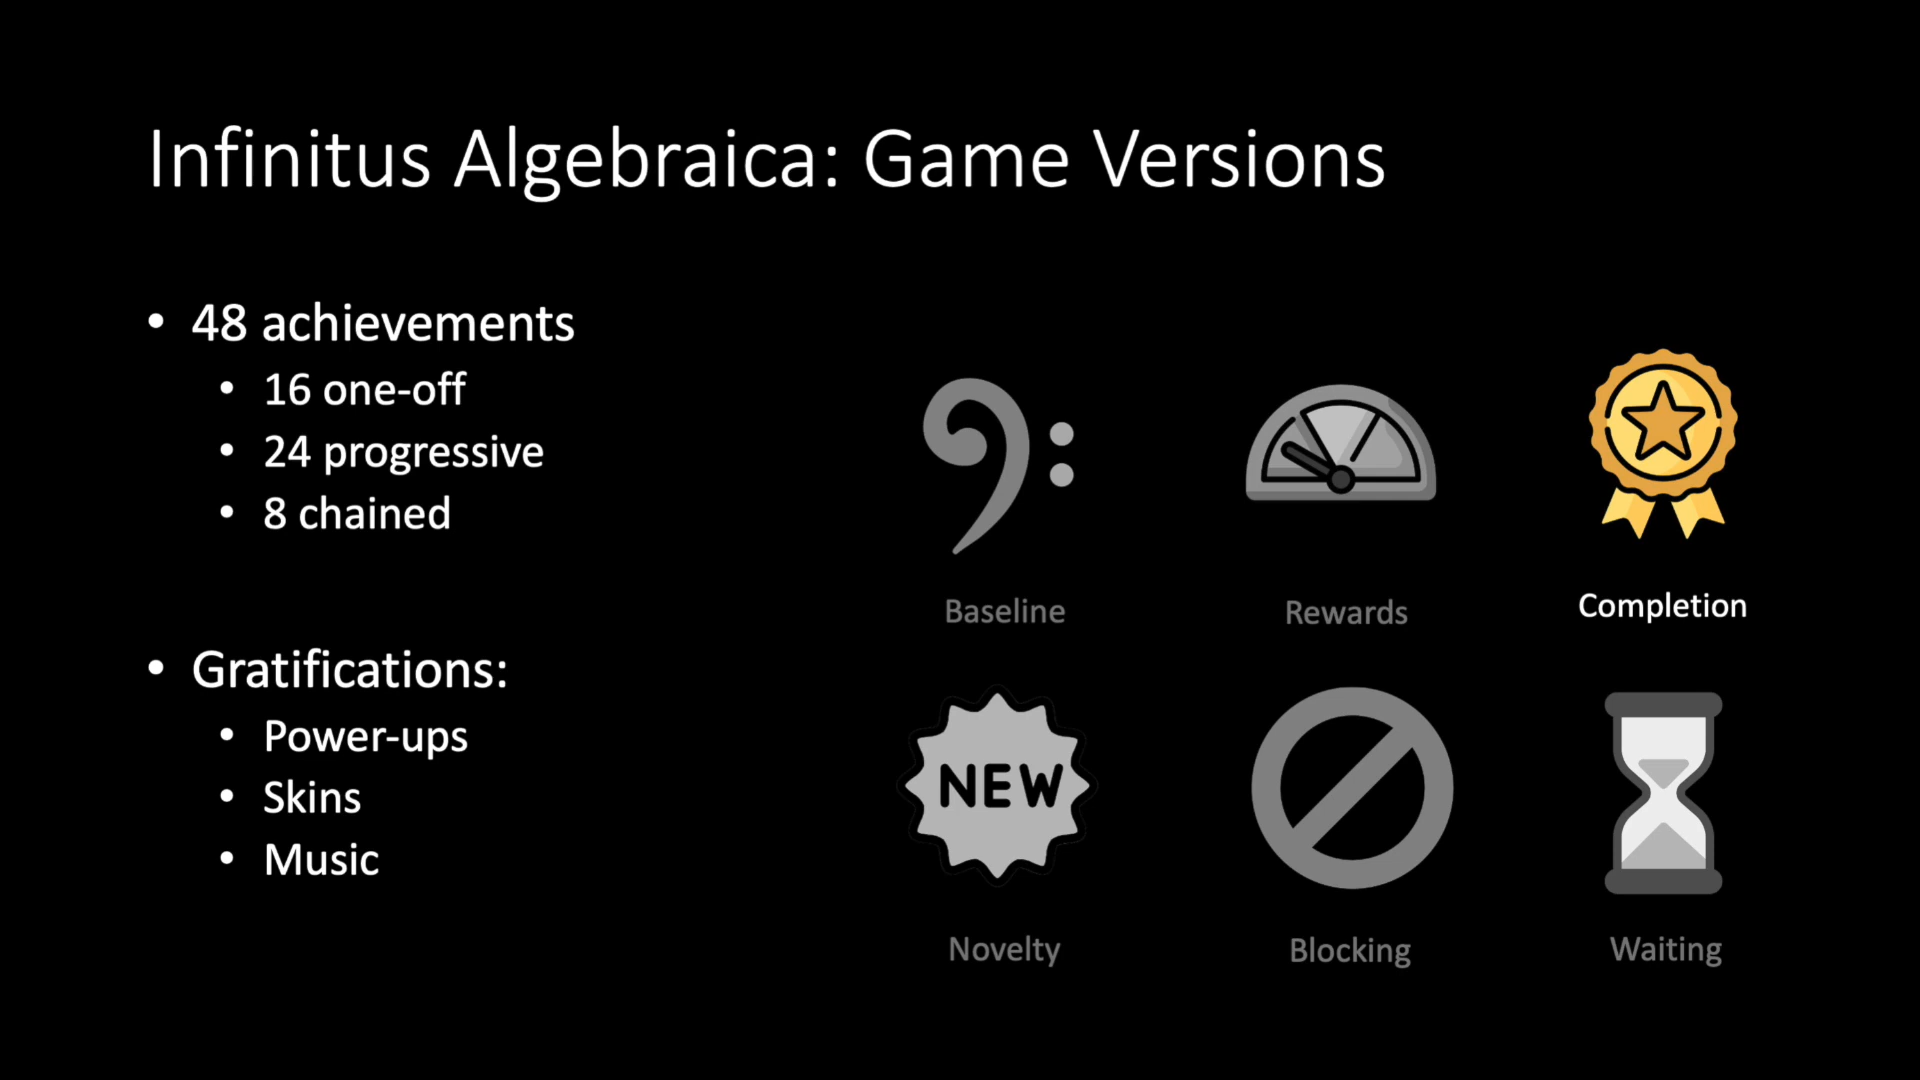 Infinitus Algebraica: Game Versions
• 48 achievements
• 16 one-off
• 24 progressive
• 8 chained
• Gratifications:
• Power-ups
• Skins
• Music
Baseline
Rewards
Completion
NEW
Novelty
Blocking
Waiting